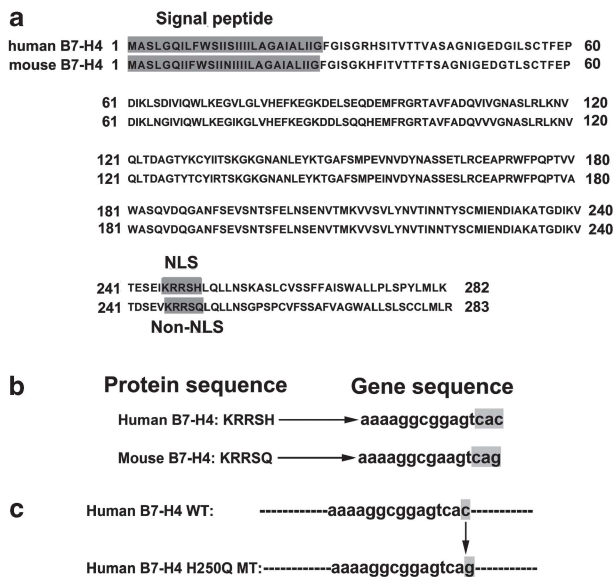 a
Signal peptide
human B7-H4 1 MASLGQILFWSIISIIIILAGAIALIIGFGISGRHSITVTTVASAGNIGEDGILSCTFEP 60
mouse B7-H4 1 MASLGQIIFWSIINIIIILAGAIALIIGFGISGKHFITVTTFTSAGNIGEDGTLSCTFEP 60
61 DIKLSDIVIQWLKEGVLGLVHEFKEGKDELSEQDEMFRGRTAVFADQVIVGNASLRLKNV 120
61 DIKLNGIVIQWLKEGIKGLVHEFKEGKDDLSQQHEMFRGRTAVFADQVVVGNASLRLKNV 120
121 QLTDAGTYKCYIITSKGKGNANLEYKTGAFSMPEVNVDYNASSETLRCEAPRWFPQPTVV 180
121 QLTDAGTYTCYIRTSKGKGNANLEYKTGAFSMPEINVDYNASSESLRCEAPRWFPQPTVA 180
181 WASQVDQGANFSEVSNTSFELNSENVTMKVVSVLYNVTINNTYSCMIENDIAKATGDIKV 240
181 WASQVDQGANFSEVSNTSFELNSENVTMKVVSVLYNVTINNTYSCMIENDIAKATGDIKV 240
NLS
241 TESEIKRRSHLQLLNSKASLCVSSFFAISWALLPLSPYLMLK 282
241 TDSEVKRRSQLQLLNSGPSPCVFSSAFVAGWALLSLSCCLMLR 283
Non-NLS
b
Protein sequence Gene sequence
Human B7-H4: KRRSH aaaaggcggagtcac
Mouse B7-H4: KRRSQ aaaaggcgaagtcag
c
Human B7-H4 WT: ------------aaaaggcggagtcac-----------
Human B7-H4 H250Q MT:------------aaaaggcggagtcag-----------